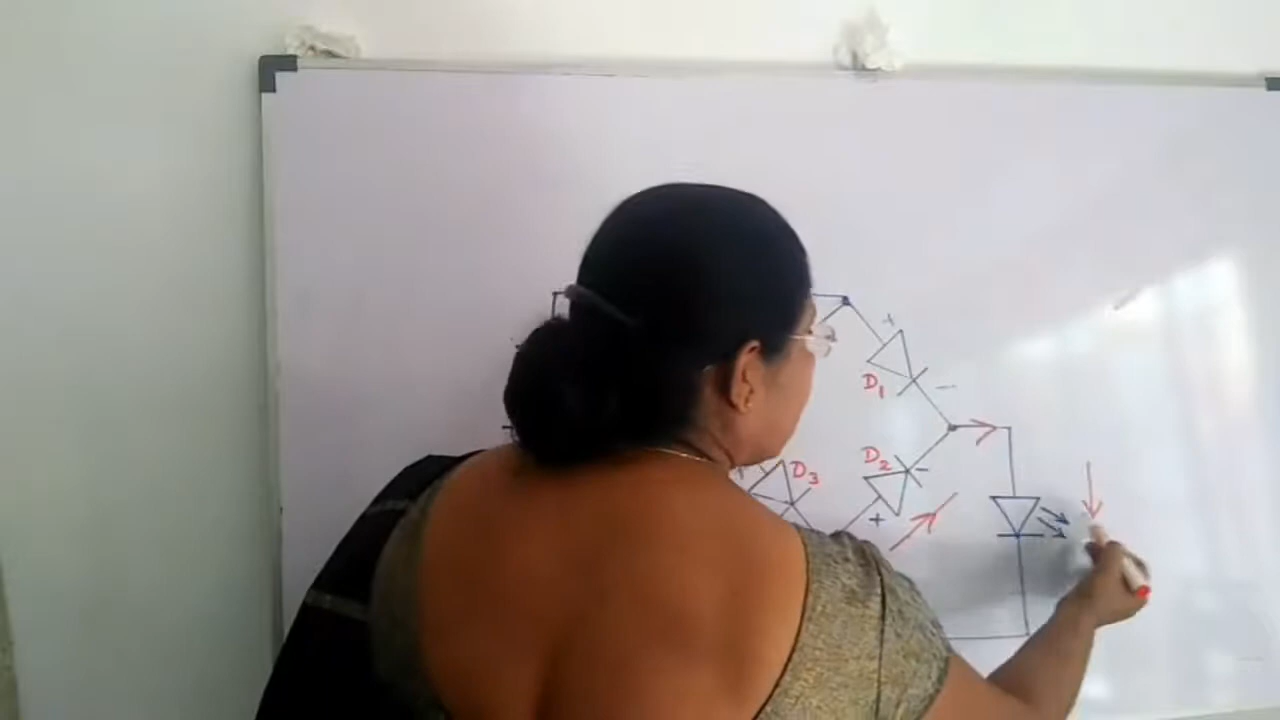 +
D1
−
D2
−
+
+
D3